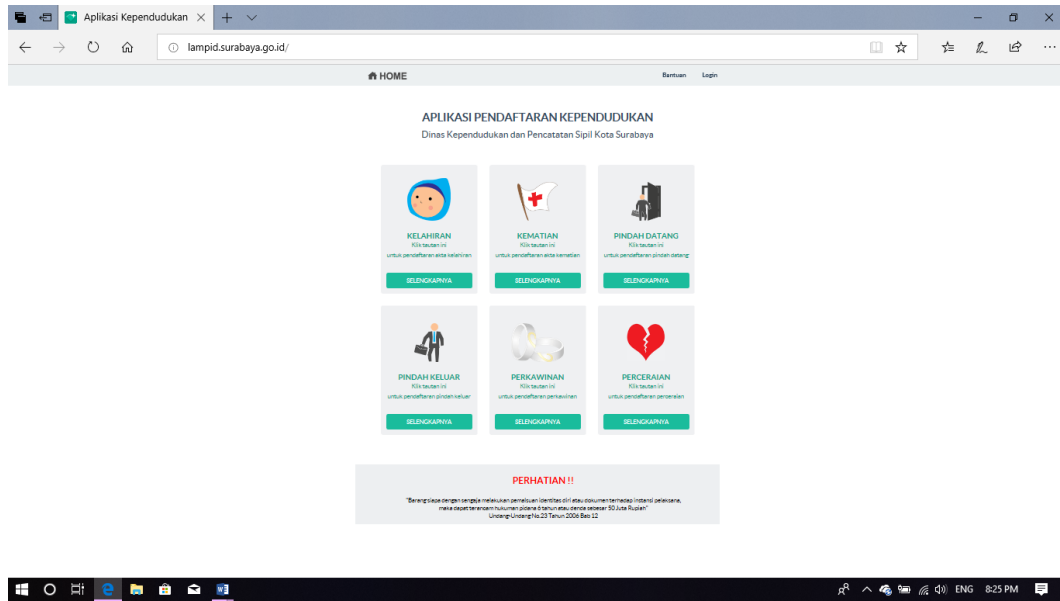 Aplikasi Kependudukan
lampid.surabaya.go.id/
HOME
Bantuan Login
APLIKASI PENDAFTARAN KEPENDUDUKAN
Dinas Kependudukan dan Pencatatan Sipil Kota Surabaya
KELAHIRAN
Klik tautan ini
untuk pendaftaran akta kelahiran
SELENGKAPNYA
KEMATIAN
Klik tautan ini
untuk pendaftaran akta kematian
SELENGKAPNYA
PINDAH DATANG
Klik tautan ini
untuk pendaftaran pindah datang
SELENGKAPNYA
PINDAH KELUAR
Klik tautan ini
untuk pendaftaran pindah keluar
SELENGKAPNYA
PERKAWINAN
Klik tautan ini
untuk pendaftaran perkawinan
SELENGKAPNYA
PERCERAIAN
Klik tautan ini
untuk pendaftaran perceraian
SELENGKAPNYA
PERHATIAN !!
"Barang siapa dengan sengaja melakukan pemalsuan identitas diri atau dokumen terhadap instansi pelaksana,
maka dapat terancam hukuman pidana 6 tahun atau denda sebesar 50 Juta Rupiah"
Undang-Undang No.23 Tahun 2006 Bab 12
ENG 8:25 PM